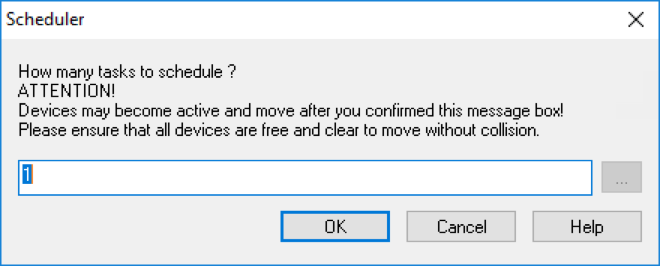 Scheduler
How many tasks to schedule ?
ATTENTION!
Devices may become active and move after you confirmed this message box!
Please ensure that all devices are free and clear to move without collision.
1
...
OK Cancel Help